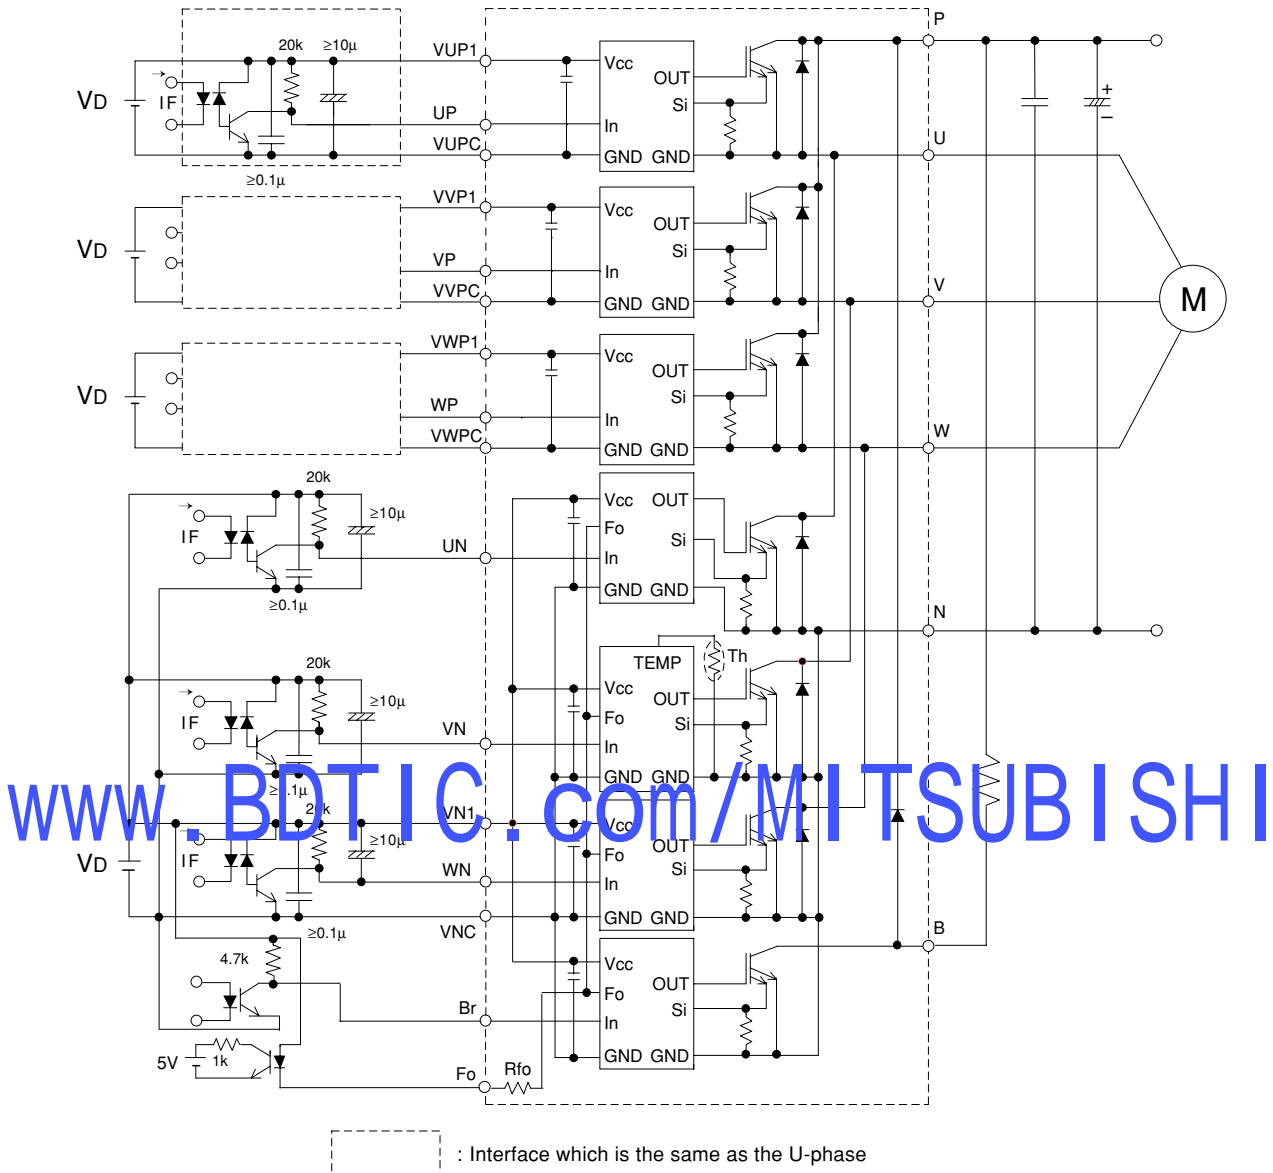 P
20k ≥10µ VUP1 Vcc
OUT
VD IF Si
UP In
+
–
VUPC GND GND U
≥0.1µ
VVP1 Vcc
OUT
VD Si
VP In
VVPC GND GND V
M
VWP1 Vcc
OUT
VD Si
WP In
VWPC GND GND W
20k
≥10µ Vcc OUT
IF Fo Si
UN In
≥0.1µ GND GND N
20k TEMP Th
≥10µ Vcc OUT
IF Fo Si
VN In
≥0.1µ GND GND
www.BDTIC.com/MITSUBISHI
20k VN1 Vcc
≥10µ OUT
VD IF Fo Si
WN In
≥0.1µ VNC GND GND
B
4.7k Vcc
OUT
Fo Si
Br In
5V 1k GND GND
Fo Rfo
: Interface which is the same as the U-phase